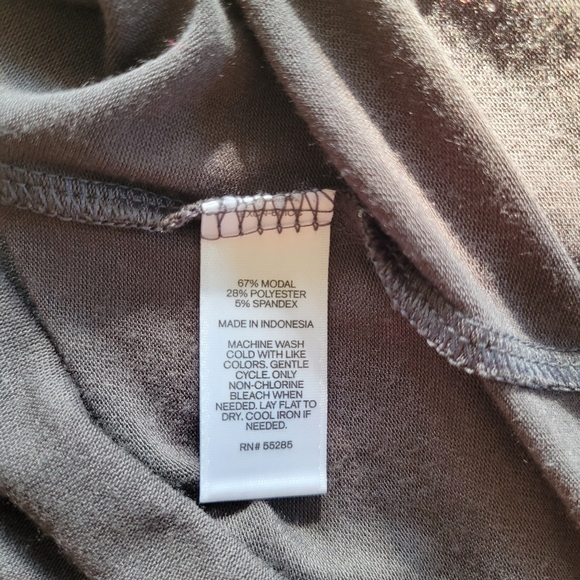 67% MODAL
28% POLYESTER
5% SPANDEX
MADE IN INDONESIA
MACHINE WASH
COLD WITH LIKE
COLORS. GENTLE
CYCLE. ONLY
NON-CHLORINE
BLEACH WHEN
NEEDED. LAY FLAT TO
DRY. COOL IRON IF
NEEDED.
RN# 55285